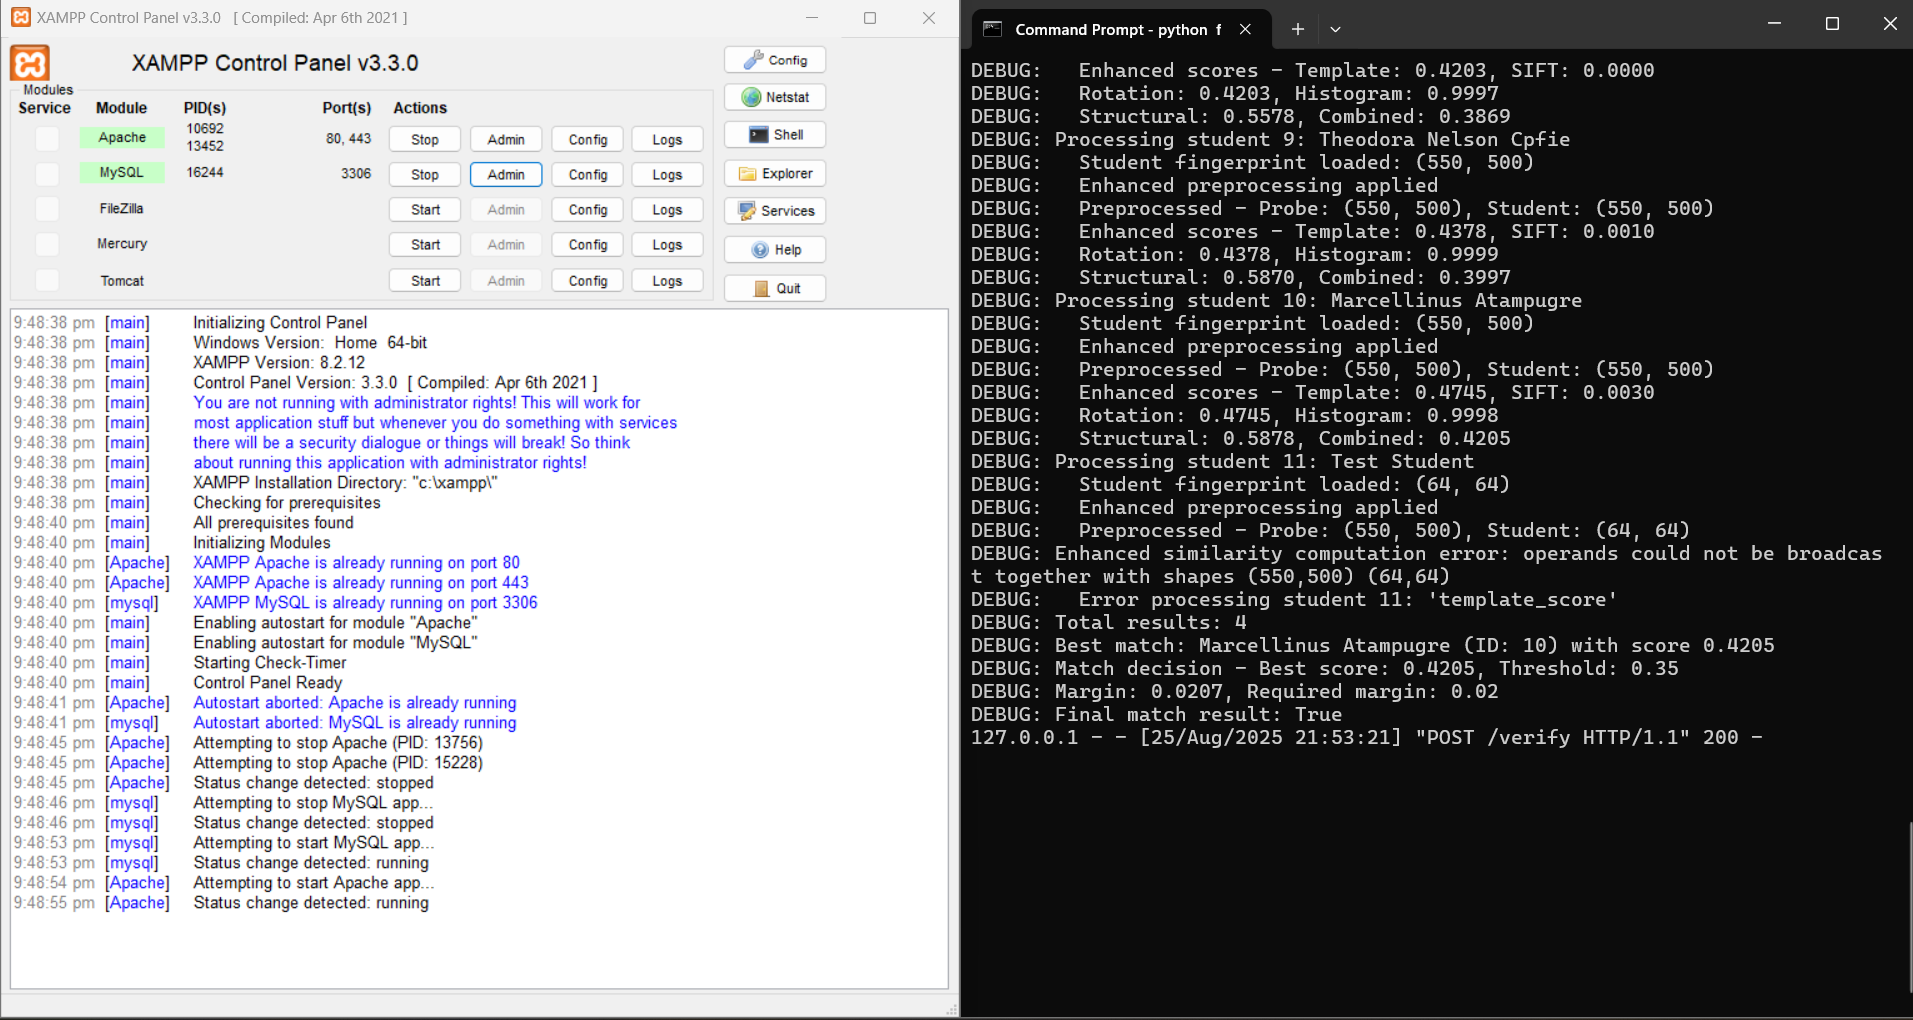 XAMPP Control Panel v3.3.0   [ Compiled: Apr 6th 2021 ]
XAMPP Control Panel v3.3.0
Config
Netstat
Shell
Explorer
Services
Help
Quit
Modules
Service Module PID(s) Port(s) Actions
Apache 10692 13452 80, 443 Stop Admin Config Logs
MySQL 16244 3306 Stop Admin Config Logs
FileZilla Start Admin Config Logs
Mercury Start Admin Config Logs
Tomcat Start Admin Config Logs
9:48:38 pm [main] Initializing Control Panel
9:48:38 pm [main] Windows Version:  Home  64-bit
9:48:38 pm [main] XAMPP Version: 8.2.12
9:48:38 pm [main] Control Panel Version: 3.3.0  [ Compiled: Apr 6th 2021 ]
9:48:38 pm [main] You are not running with administrator rights! This will work for
9:48:38 pm [main] most application stuff but whenever you do something with services
9:48:38 pm [main] there will be a security dialogue or things will break! So think
9:48:38 pm [main] about running this application with administrator rights!
9:48:38 pm [main] XAMPP Installation Directory: "c:\xampp\"
9:48:38 pm [main] Checking for prerequisites
9:48:40 pm [main] All prerequisites found
9:48:40 pm [main] Initializing Modules
9:48:40 pm [Apache] XAMPP Apache is already running on port 80
9:48:40 pm [Apache] XAMPP Apache is already running on port 443
9:48:40 pm [mysql] XAMPP MySQL is already running on port 3306
9:48:40 pm [main] Enabling autostart for module "Apache"
9:48:40 pm [main] Enabling autostart for module "MySQL"
9:48:40 pm [main] Starting Check-Timer
9:48:40 pm [main] Control Panel Ready
9:48:41 pm [Apache] Autostart aborted: Apache is already running
9:48:41 pm [mysql] Autostart aborted: MySQL is already running
9:48:45 pm [Apache] Attempting to stop Apache (PID: 13756)
9:48:45 pm [Apache] Attempting to stop Apache (PID: 15228)
9:48:45 pm [Apache] Status change detected: stopped
9:48:46 pm [mysql] Attempting to stop MySQL app...
9:48:46 pm [mysql] Status change detected: stopped
9:48:53 pm [mysql] Attempting to start MySQL app...
9:48:53 pm [mysql] Status change detected: running
9:48:54 pm [Apache] Attempting to start Apache app...
9:48:55 pm [Apache] Status change detected: running
Command Prompt - python  f
DEBUG:   Enhanced scores - Template: 0.4203, SIFT: 0.0000
DEBUG:   Rotation: 0.4203, Histogram: 0.9997
DEBUG:   Structural: 0.5578, Combined: 0.3869
DEBUG: Processing student 9: Theodora Nelson Cpfie
DEBUG:   Student fingerprint loaded: (550, 500)
DEBUG:   Enhanced preprocessing applied
DEBUG:   Preprocessed - Probe: (550, 500), Student: (550, 500)
DEBUG:   Enhanced scores - Template: 0.4378, SIFT: 0.0010
DEBUG:   Rotation: 0.4378, Histogram: 0.9999
DEBUG:   Structural: 0.5870, Combined: 0.3997
DEBUG: Processing student 10: Marcellinus Atampugre
DEBUG:   Student fingerprint loaded: (550, 500)
DEBUG:   Enhanced preprocessing applied
DEBUG:   Preprocessed - Probe: (550, 500), Student: (550, 500)
DEBUG:   Enhanced scores - Template: 0.4745, SIFT: 0.0030
DEBUG:   Rotation: 0.4745, Histogram: 0.9998
DEBUG:   Structural: 0.5878, Combined: 0.4205
DEBUG: Processing student 11: Test Student
DEBUG:   Student fingerprint loaded: (64, 64)
DEBUG:   Enhanced preprocessing applied
DEBUG:   Preprocessed - Probe: (550, 500), Student: (64, 64)
DEBUG: Enhanced similarity computation error: operands could not be broadcas
t together with shapes (550,500) (64,64)
DEBUG:   Error processing student 11: 'template_score'
DEBUG: Total results: 4
DEBUG: Best match: Marcellinus Atampugre (ID: 10) with score 0.4205
DEBUG: Match decision - Best score: 0.4205, Threshold: 0.35
DEBUG: Margin: 0.0207, Required margin: 0.02
DEBUG: Final match result: True
127.0.0.1 - - [25/Aug/2025 21:53:21] "POST /verify HTTP/1.1" 200 -